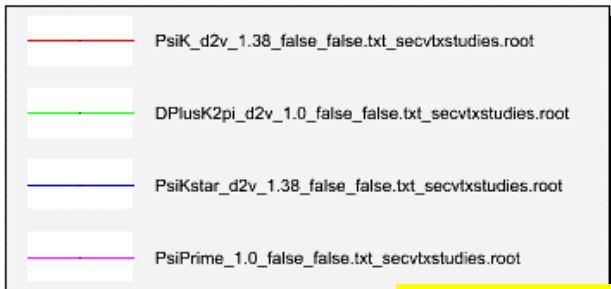 PsiK_d2v_1.38_false_false.txt_secvtxstudies.root
DPlusK2pi_d2v_1.0_false_false.txt_secvtxstudies.root
PsiKstar_d2v_1.38_false_false.txt_secvtxstudies.root
PsiPrime_1.0_false_false.txt_secvtxstudies.root